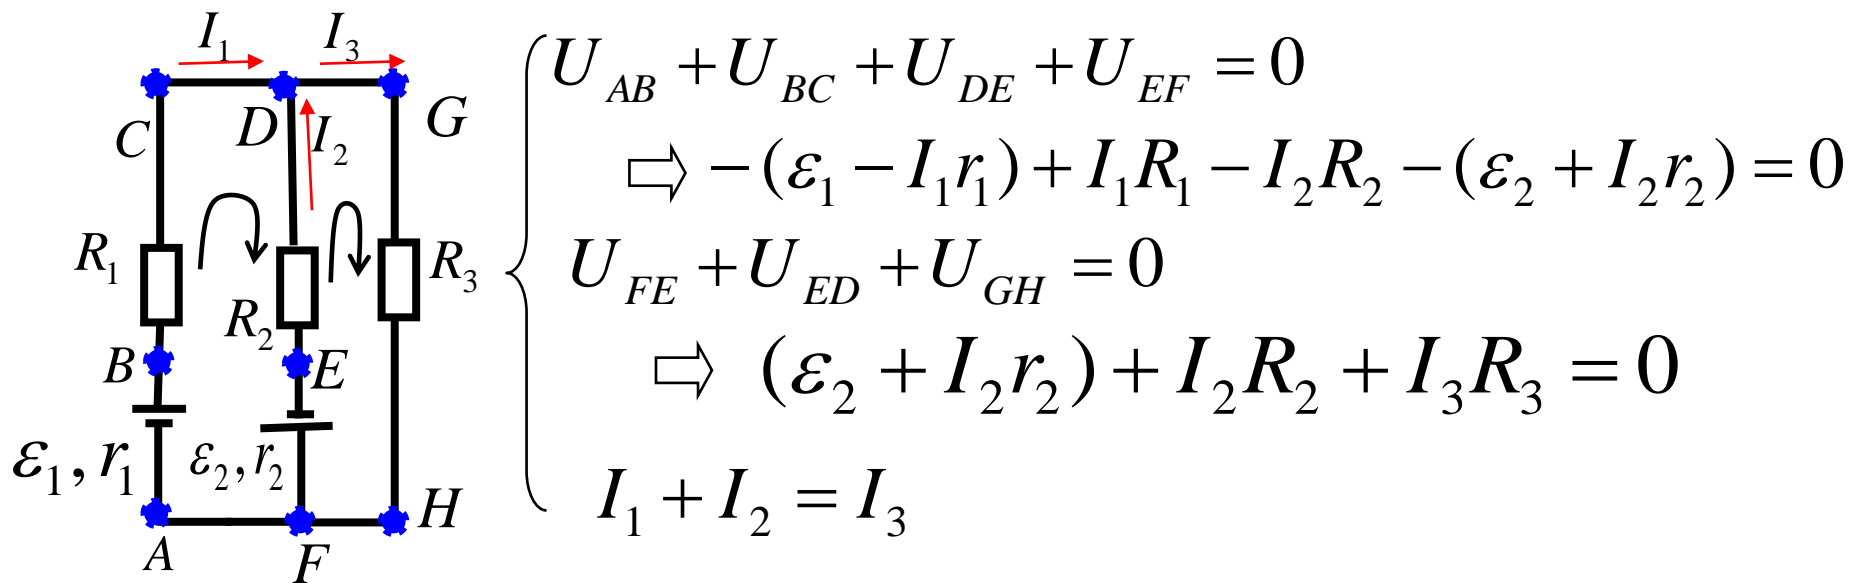 I₁ I₃
C D I₂ G
R₁ R₂ R₃
B E
ε₁, r₁ ε₂, r₂
A F H
U_AB + U_BC + U_DE + U_EF = 0
⇨ −(ε₁ − I₁r₁) + I₁R₁ − I₂R₂ − (ε₂ + I₂r₂) = 0
U_FE + U_ED + U_GH = 0
⇨ (ε₂ + I₂r₂) + I₂R₂ + I₃R₃ = 0
I₁ + I₂ = I₃